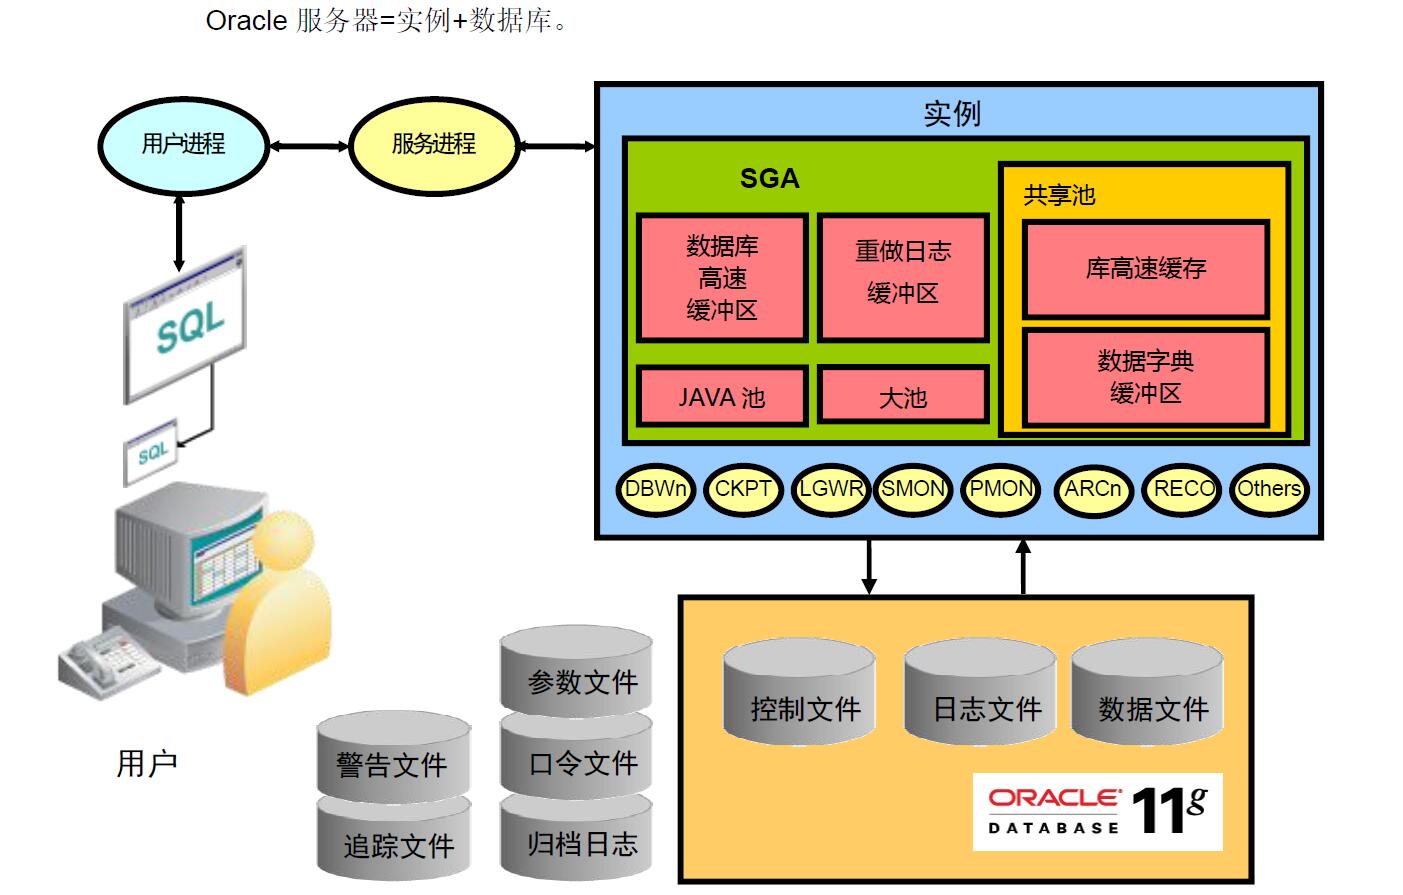 Oracle 服务器=实例+数据库。
用户进程
服务进程
实例
SGA
共享池
数据库
高速
缓冲区
重做日志
缓冲区
库高速缓存
JAVA 池
大池
数据字典
缓冲区
SQL
SQL
DBWn
CKPT
LGWR
SMON
PMON
ARCn
RECO
Others
用户
警告文件
追踪文件
参数文件
口令文件
归档日志
控制文件
日志文件
数据文件
ORACLE
DATABASE
11g